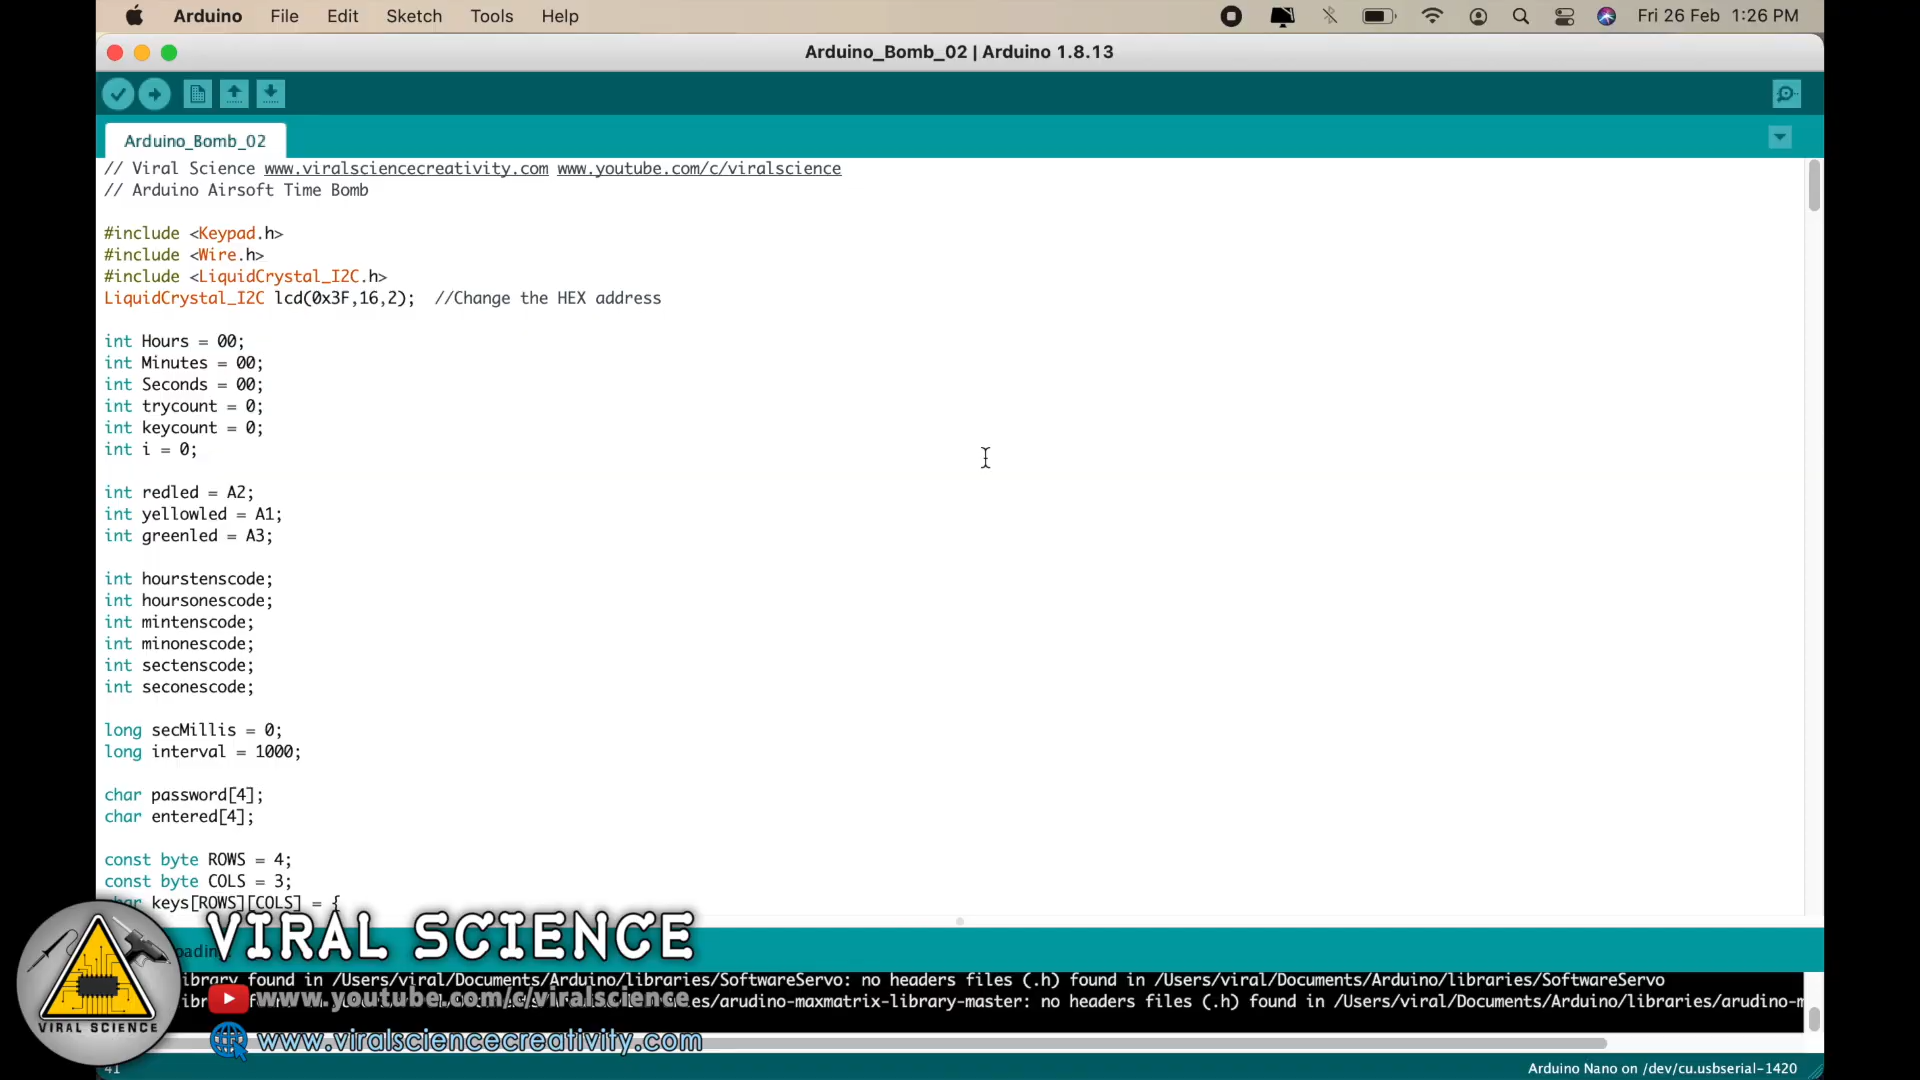 Arduino File Edit Sketch Tools Help Fri 26 Feb 1:26 PM
Arduino_Bomb_02 | Arduino 1.8.13
Arduino_Bomb_02
// Viral Science www.viralsciencecreativity.com www.youtube.com/c/viralscience
// Arduino Airsoft Time Bomb
#include <Keypad.h>
#include <Wire.h>
#include <LiquidCrystal_I2C.h>
LiquidCrystal_I2C lcd(0x3F,16,2);  //Change the HEX address
int Hours = 00;
int Minutes = 00;
int Seconds = 00;
int trycount = 0;
int keycount = 0;
int i = 0;
int redled = A2;
int yellowled = A1;
int greenled = A3;
int hourstenscode;
int hoursonescode;
int mintenscode;
int minonescode;
int sectenscode;
int seconescode;
long secMillis = 0;
long interval = 1000;
char password[4];
char entered[4];
const byte ROWS = 4;
const byte COLS = 3;
keys[ROWS][COLS] = {
VIRAL SCIENCE
found in /Users/viral/Documents/Arduino/libraries/SoftwareServo: no headers files (.h) found in /Users/viral/Documents/Arduino/libraries/SoftwareServo
www.youtube.com/c/viralscience
/arudino-maxmatrix-library-master: no headers files (.h) found in /Users/viral/Documents/Arduino/libraries/arudino-m
VIRAL SCIENCE
www.viralsciencecreativity.com
41
Arduino Nano on /dev/cu.usbserial-1420